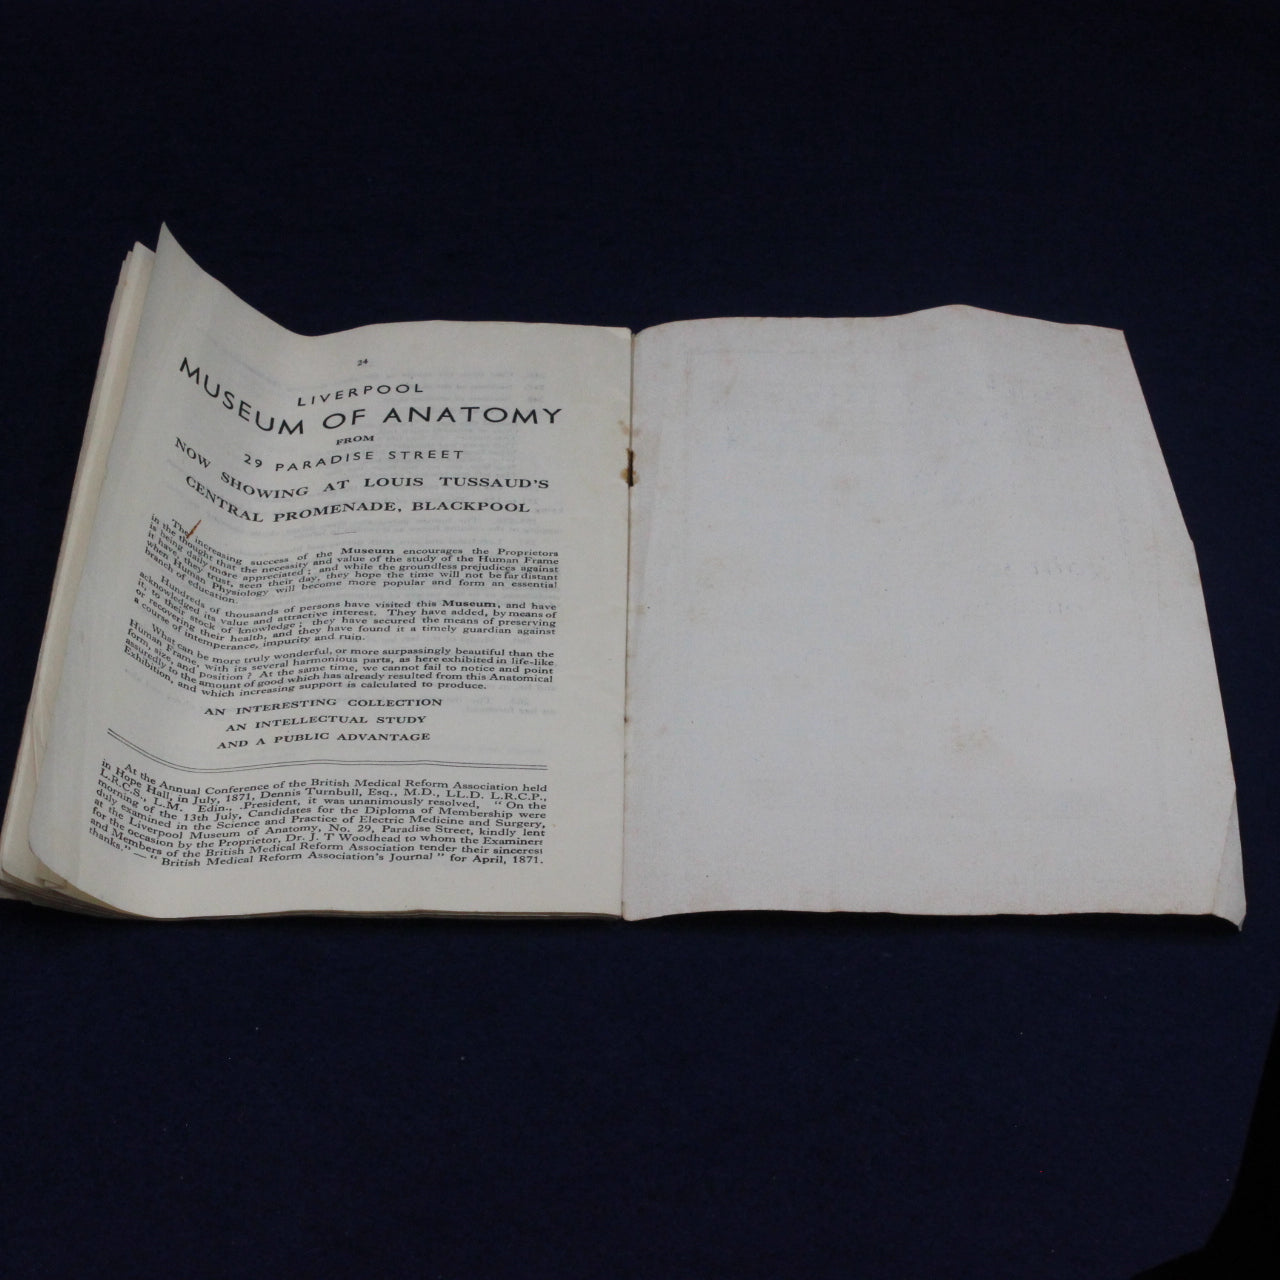 24
LIVERPOOL
MUSEUM OF ANATOMY
FROM
29 PARADISE STREET
NOW SHOWING AT LOUIS TUSSAUD'S
CENTRAL PROMENADE, BLACKPOOL
The increasing success of the Museum encourages the Proprietors
in the thought that the necessity and value of the study of the Human Frame
is being daily more appreciated ; and while the groundless prejudices against
it have, they trust, seen their day, they hope the time will not be far distant
when Human Physiology will become more popular and form an essential
branch of education.
Hundreds of thousands of persons have visited this Museum, and have
acknowledged its value and attractive interest. They have added, by means of
it, to their stock of knowledge ; they have secured the means of preserving
or recovering their health, and they have found it a timely guardian against
a course of intemperance, impurity and ruin.
What can be more truly wonderful, or more surpassingly beautiful than the
Human Frame, with its several harmonious parts, as here exhibited in life-like
form, size, and position ? At the same time, we cannot fail to notice and point
assuredly to the amount of good which has already resulted from this Anatomical
Exhibition, and which increasing support is calculated to produce.
AN INTERESTING COLLECTION
AN INTELLECTUAL STUDY
AND A PUBLIC ADVANTAGE
At the Annual Conference of the British Medical Reform Association held
in Hope Hall, in July, 1871, Dennis Turnbull, Esq., M.D., LL.D. L.R.C.P.,
L.R.C.S., L.M. Edin., .President, it was unanimously resolved, " On the
morning of the 13th July, Candidates for the Diploma of Membership were
duly examined in the Science and Practice of Electric Medicine and Surgery,
at the Liverpool Museum of Anatomy, No. 29, Paradise Street, kindly lent
for the occasion by the Proprietor, Dr. J. T Woodhead to whom the Examiners
and Members of the British Medical Reform Association tender their sincerest
thanks." — " British Medical Reform Association's Journal " for April, 1871.